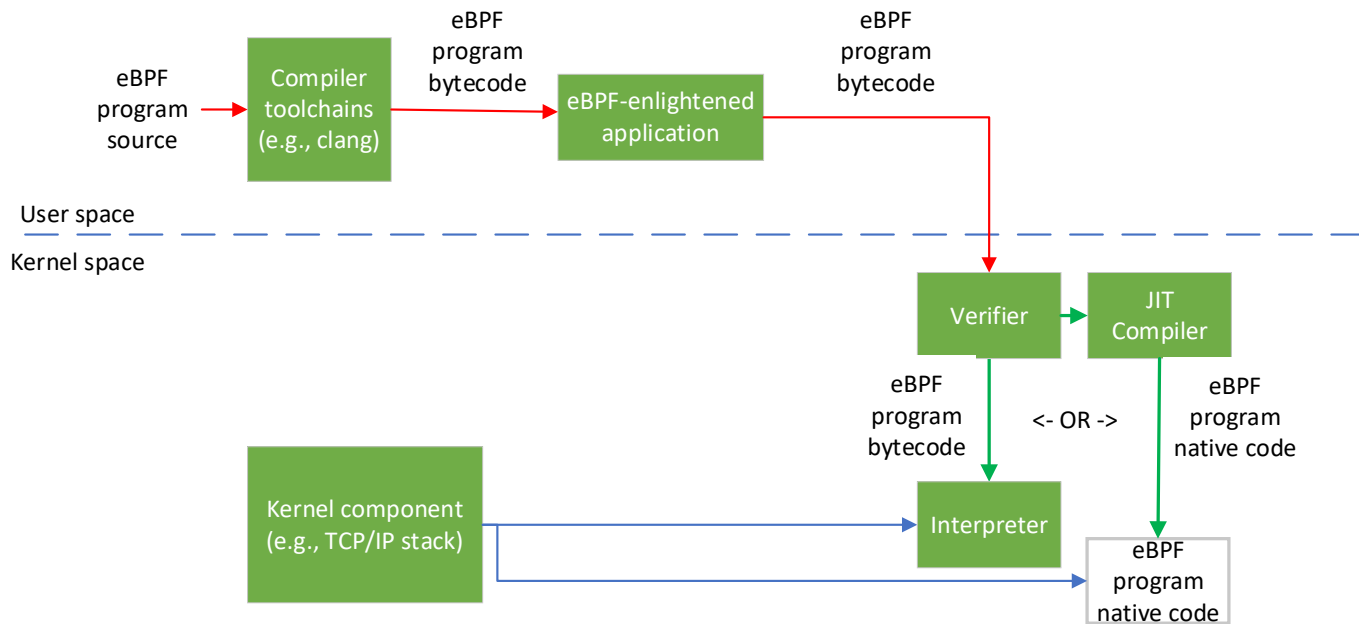 eBPF
program
source
Compiler
toolchains
(e.g., clang)
eBPF
program
bytecode
eBPF-enlightened
application
eBPF
program
bytecode
User space
Kernel space
Verifier
JIT
Compiler
eBPF
program
bytecode
<- OR ->
eBPF
program
native code
Kernel component
(e.g., TCP/IP stack)
Interpreter
eBPF
program
native code